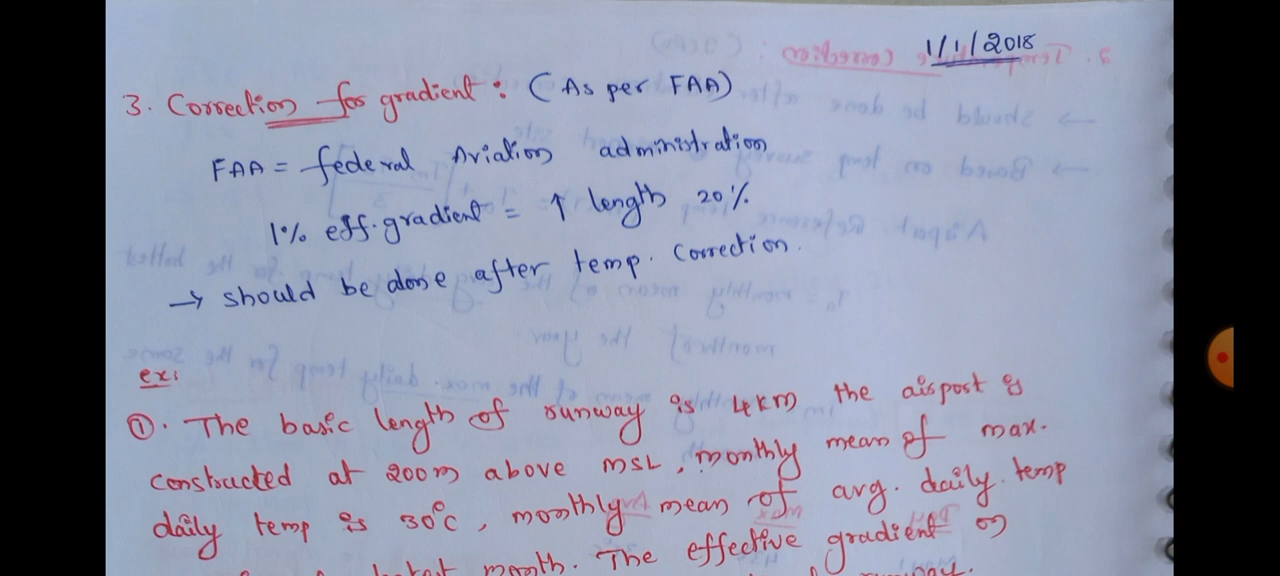 1/1/2018
3. Correction for gradient : (As per FAA)
FAA = federal Aviation administration
1% eff. gradient = ↑ length 20%
→ should be done after temp. correction.
ex:
①. The basic length of runway is 4km the airport is
constructed at 200m above MSL, monthly mean of max.
daily temp is 30°C, monthly mean of avg. daily temp
month. The effective gradient on